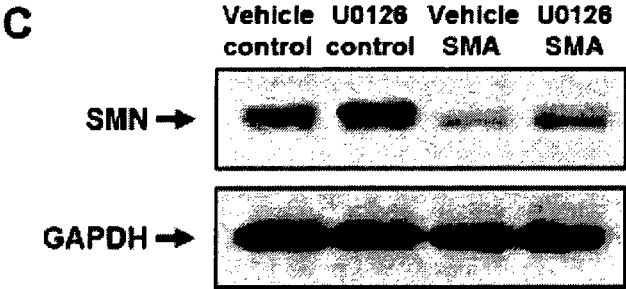 C
Vehicle U0126 Vehicle U0126
control control SMA SMA
SMN
GAPDH